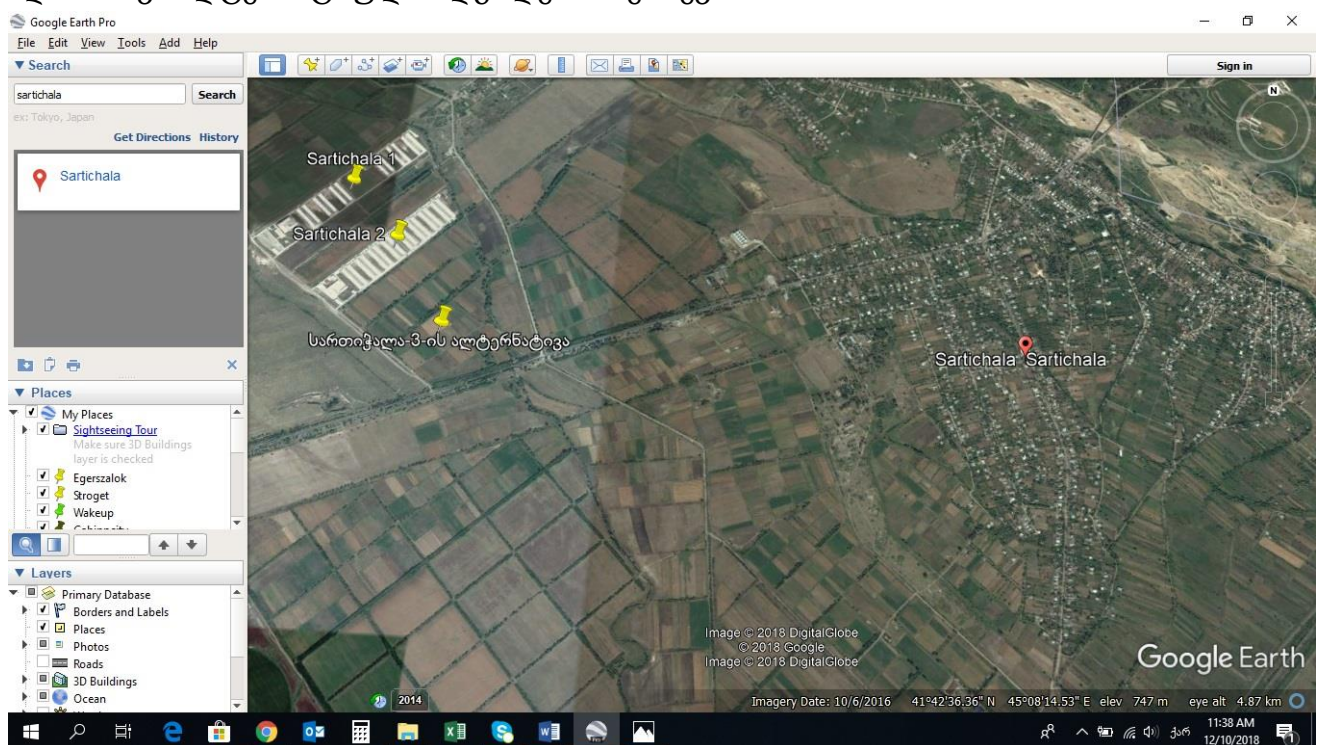 Google Earth Pro
File Edit View Tools Add Help
Search
sartichala
Search
ex: Tokyo, Japan
Get Directions History
Sartichala
Places
My Places
Sightseeing Tour
Make sure 3D Buildings
layer is checked
Egerszalok
Stroget
Wakeup
Layers
Primary Database
Borders and Labels
Places
Photos
Roads
3D Buildings
Ocean
Sign in
N
Sartichala 1
Sartichala 2
სართიჭალა-3-ის ალტერნატივა
Sartichala Sartichala
Image © 2018 DigitalGlobe
© 2018 Google
Image © 2018 DigitalGlobe
Google Earth
2014
Imagery Date: 10/6/2016 41°42'36.36" N 45°08'14.53" E elev 747 m eye alt 4.87 km
ქარ
11:38 AM
12/10/2018